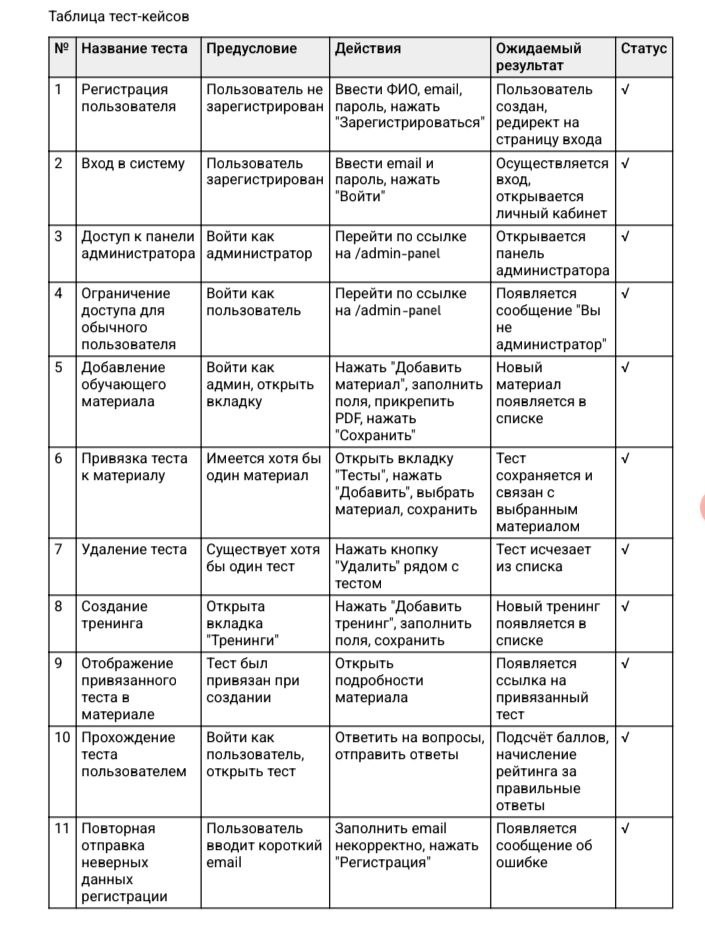 Таблица тест-кейсов
№ Название теста Предусловие Действия Ожидаемый результат Статус
1 Регистрация пользователя Пользователь не зарегистрирован Ввести ФИО, email, пароль, нажать "Зарегистрироваться" Пользователь создан, редирект на страницу входа √
2 Вход в систему Пользователь зарегистрирован Ввести email и пароль, нажать "Войти" Осуществляется вход, открывается личный кабинет √
3 Доступ к панели администратора Войти как администратор Перейти по ссылке на /admin-panel Открывается панель администратора √
4 Ограничение доступа для обычного пользователя Войти как пользователь Перейти по ссылке на /admin-panel Появляется сообщение "Вы не администратор" √
5 Добавление обучающего материала Войти как админ, открыть вкладку Нажать "Добавить материал", заполнить поля, прикрепить PDF, нажать "Сохранить" Новый материал появляется в списке √
6 Привязка теста к материалу Имеется хотя бы один материал Открыть вкладку "Тесты", нажать "Добавить", выбрать материал, сохранить Тест сохраняется и связан с выбранным материалом √
7 Удаление теста Существует хотя бы один тест Нажать кнопку "Удалить" рядом с тестом Тест исчезает из списка √
8 Создание тренинга Открыта вкладка "Тренинги" Нажать "Добавить тренинг", заполнить поля, сохранить Новый тренинг появляется в списке √
9 Отображение привязанного теста в материале Тест был привязан при создании Открыть подробности материала Появляется ссылка на привязанный тест √
10 Прохождение теста пользователем Войти как пользователь, открыть тест Ответить на вопросы, отправить ответы Подсчёт баллов, начисление рейтинга за правильные ответы √
11 Повторная отправка неверных данных регистрации Пользователь вводит короткий email Заполнить email некорректно, нажать "Регистрация" Появляется сообщение об ошибке √